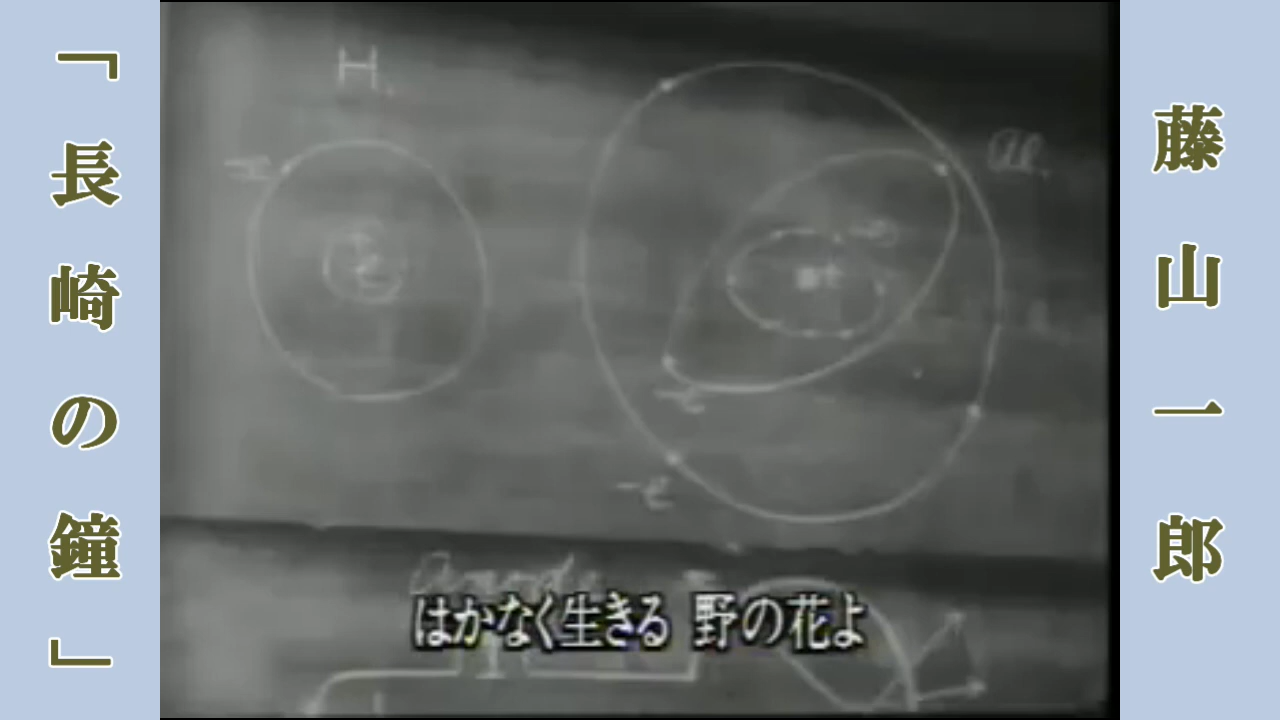 「長崎の鐘」
藤山一郎
H.
Al.
-e
はかなく生きる 野の花よ